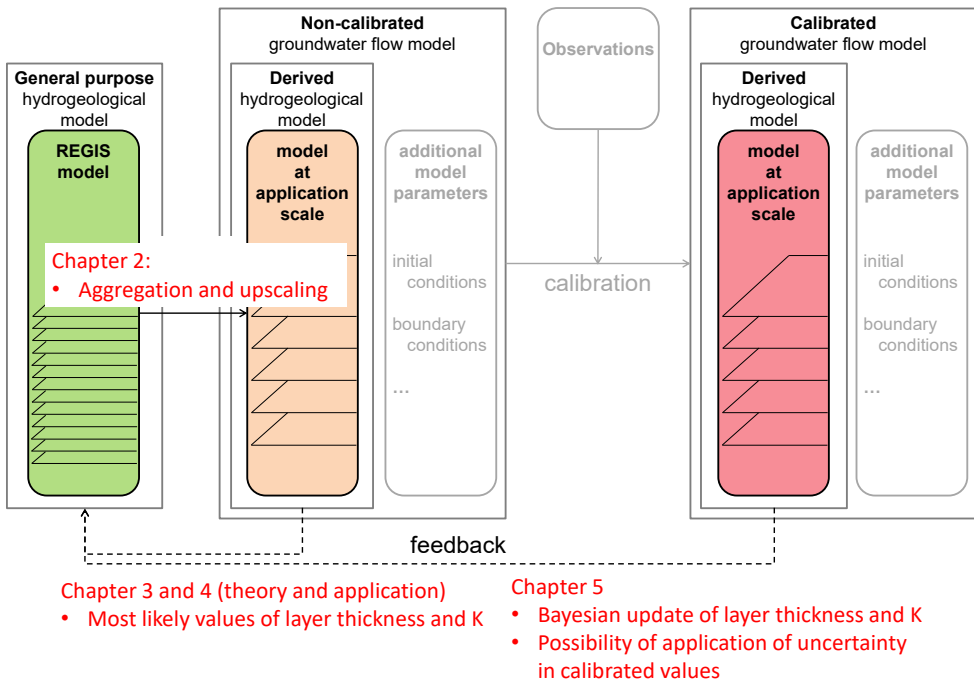 General purpose
hydrogeological
model
REGIS
model
Non-calibrated
groundwater flow model
Derived
hydrogeological
model
model
at
application
scale
additional
model
parameters
initial
conditions
boundary
conditions
...
Observations
calibration
Calibrated
groundwater flow model
Derived
hydrogeological
model
model
at
application
scale
additional
model
parameters
initial
conditions
boundary
conditions
...
Chapter 2:
• Aggregation and upscaling
feedback
Chapter 3 and 4 (theory and application)
• Most likely values of layer thickness and K
Chapter 5
• Bayesian update of layer thickness and K
• Possibility of application of uncertainty
in calibrated values